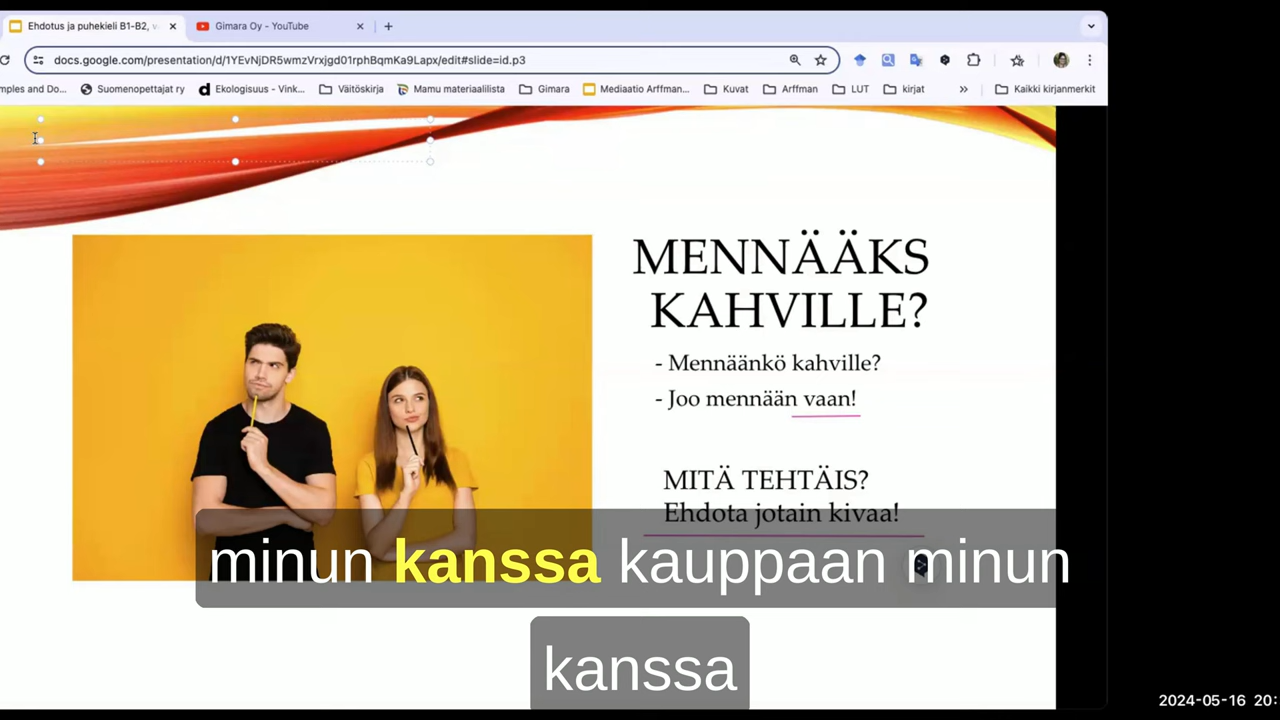 Ehdotus ja puhekieli B1-B2, v
Gimara Oy - YouTube
docs.google.com/presentation/d/1YEvNjDR5wmzVrxjgd01rphBqmKa9Lapx/edit#slide=id.p3
mples and Do... Suomenopettajat ry Ekologisuus - Vink... Väitöskirja Mamu materiaalilista Gimara Mediaatio Arffman... Kuvat Arffman LUT kirjat » Kaikki kirjanmerkit
MENNÄÄKS
KAHVILLE?
- Mennäänkö kahville?
- Joo mennään vaan!
MITÄ TEHTÄIS?
Ehdota jotain kivaa!
minun kanssa kauppaan minun
kanssa
2024-05-16 20: